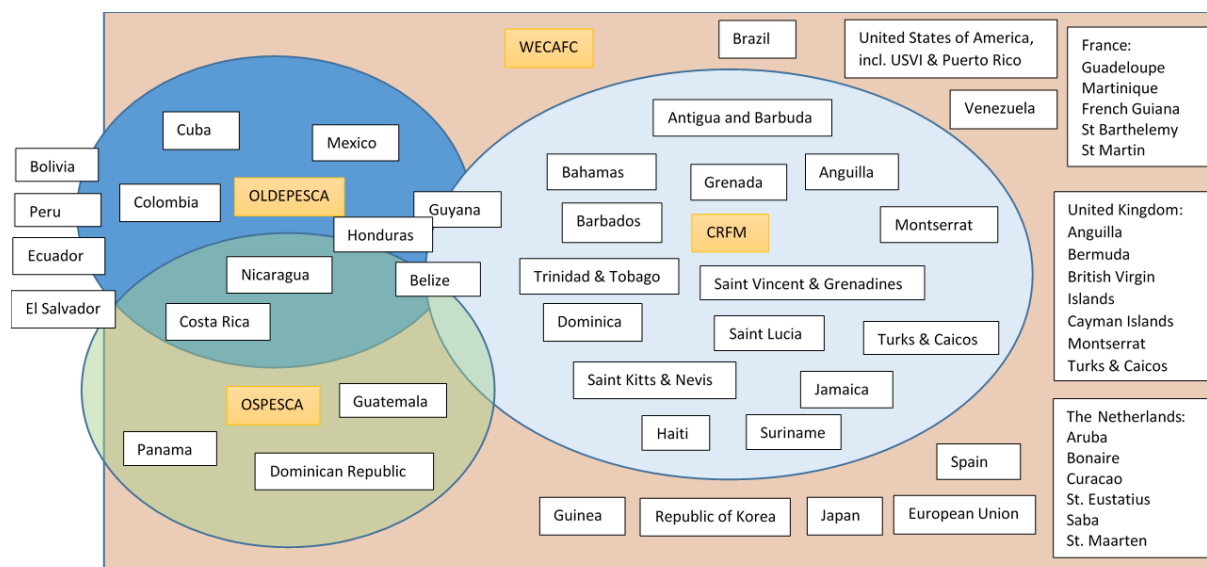 WECAFC
Brazil
United States of America,
incl. USVI & Puerto Rico
France:
Guadeloupe
Martinique
French Guiana
St Barthelemy
St Martin
Venezuela
Cuba
Mexico
Antigua and Barbuda
Bolivia
Bahamas
Grenada
Anguilla
Peru
Colombia
OLDEPESCA
Guyana
Barbados
Montserrat
Honduras
CRFM
United Kingdom:
Anguilla
Bermuda
British Virgin
Islands
Cayman Islands
Montserrat
Turks & Caicos
Ecuador
Nicaragua
Belize
Trinidad & Tobago
Saint Vincent & Grenadines
El Salvador
Costa Rica
Dominica
Saint Lucia
Turks & Caicos
Saint Kitts & Nevis
Jamaica
OSPESCA
Guatemala
Haiti
Suriname
Panama
Dominican Republic
Spain
The Netherlands:
Aruba
Bonaire
Curacao
St. Eustatius
Saba
St. Maarten
Guinea
Republic of Korea
Japan
European Union